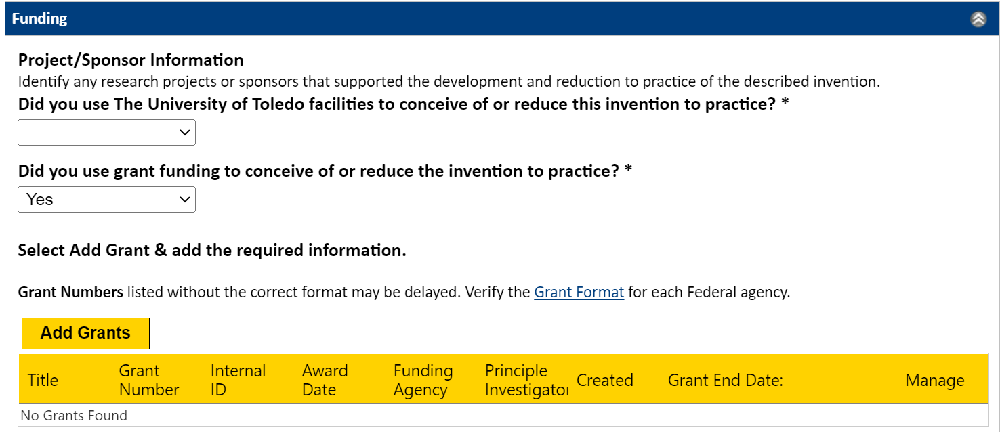 Funding
Project/Sponsor Information
Identify any research projects or sponsors that supported the development and reduction to practice of the described invention.
Did you use The University of Toledo facilities to conceive of or reduce this invention to practice? *
Did you use grant funding to conceive of or reduce the invention to practice? *
Yes
Select Add Grant & add the required information.
Grant Numbers listed without the correct format may be delayed. Verify the Grant Format for each Federal agency.
Add Grants
Title Grant Number Internal ID Award Date Funding Agency Principle Investigator Created Grant End Date: Manage
No Grants Found